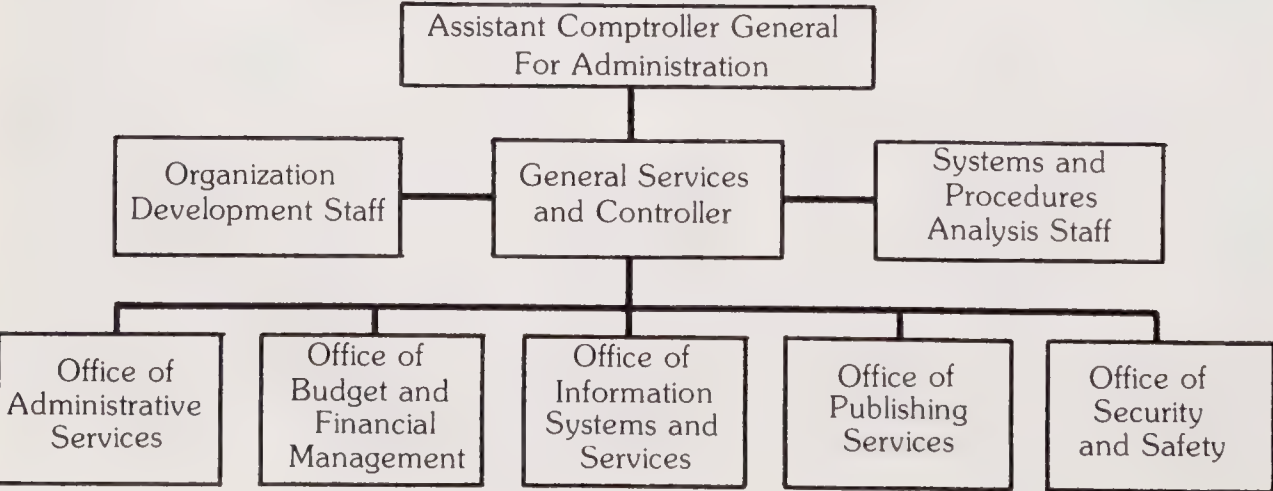 Assistant Comptroller General
For Administration
Organization
Development Staff
General Services
and Controller
Systems and
Procedures
Analysis Staff
Office of
Administrative
Services
Office of
Budget and
Financial
Management
Office of
Information
Systems and
Services
Office of
Publishing
Services
Office of
Security
and Safety